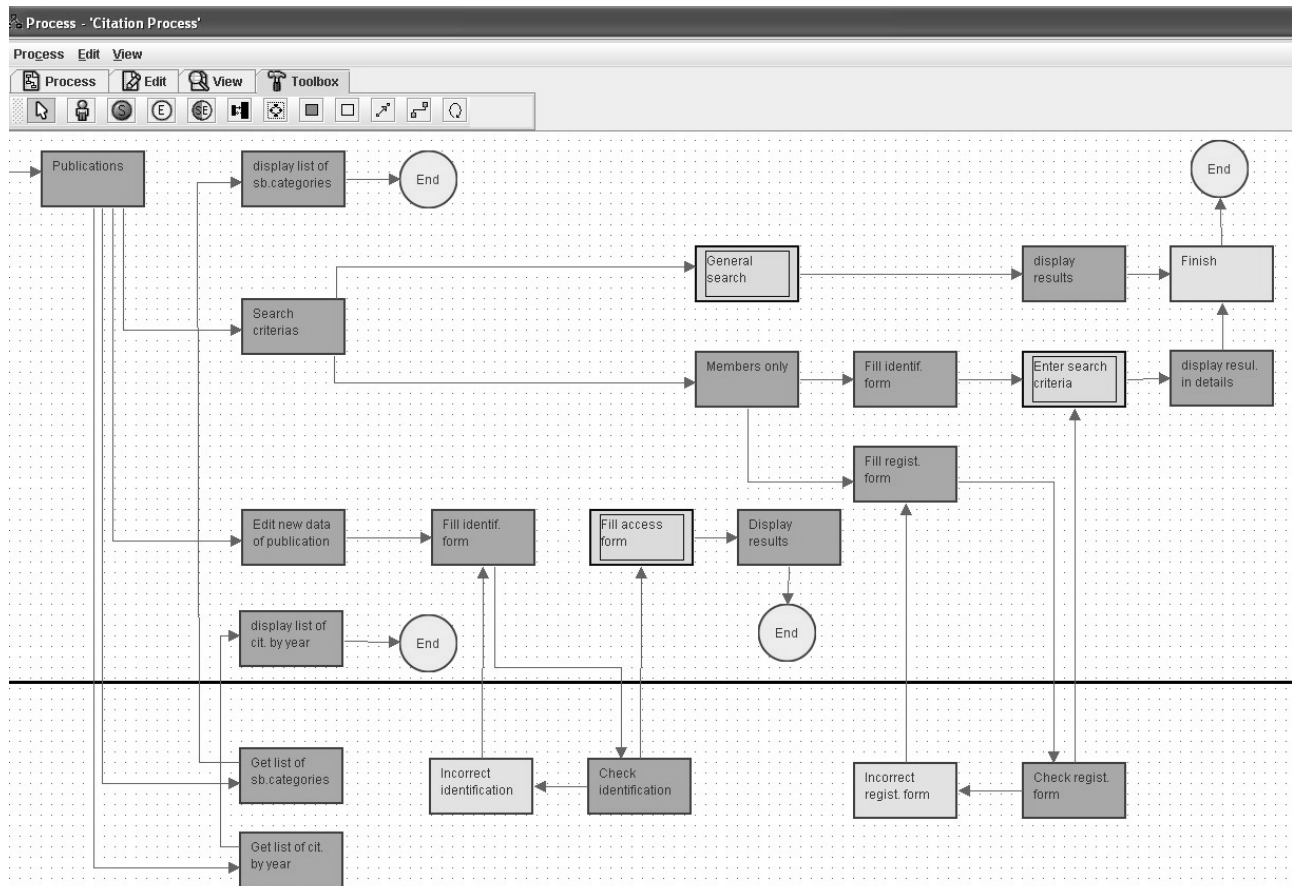 Process - 'Citation Process'
Process Edit View
Process Edit View Toolbox
S E SE
Publications
display list of
sb.categories
End
End
General
search
display
results
Finish
Search
criterias
Members only
Fill identif.
form
Enter search
criteria
display resul.
in details
Fill regist.
form
Edit new data
of publication
Fill identif.
form
Fill access
form
Display
results
display list of
cit. by year
End
End
Get list of
sb.categories
Incorrect
identification
Check
identification
Incorrect
regist. form
Check regist.
form
Get list of cit.
by year